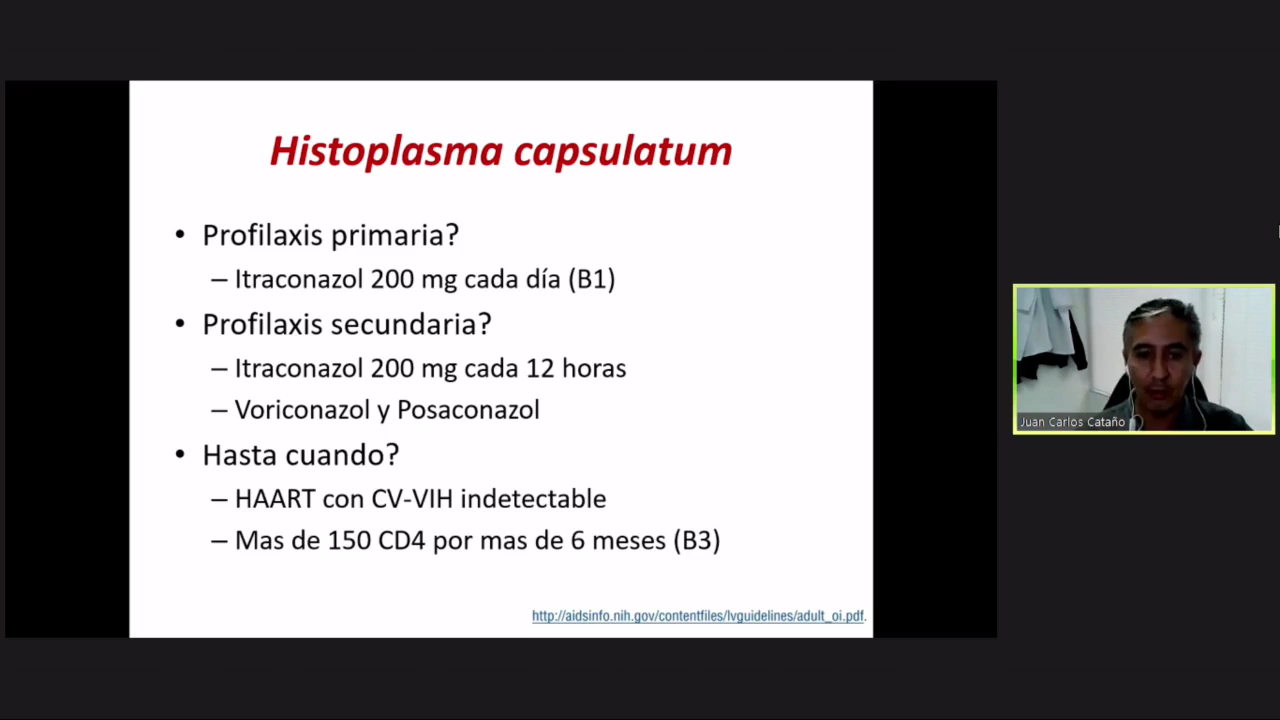 Histoplasma capsulatum
• Profilaxis primaria?
– Itraconazol 200 mg cada día (B1)
• Profilaxis secundaria?
– Itraconazol 200 mg cada 12 horas
– Voriconazol y Posaconazol
• Hasta cuando?
– HAART con CV-VIH indetectable
– Mas de 150 CD4 por mas de 6 meses (B3)
http://aidsinfo.nih.gov/contentfiles/lvguidelines/adult_oi.pdf.
Juan Carlos Cataño